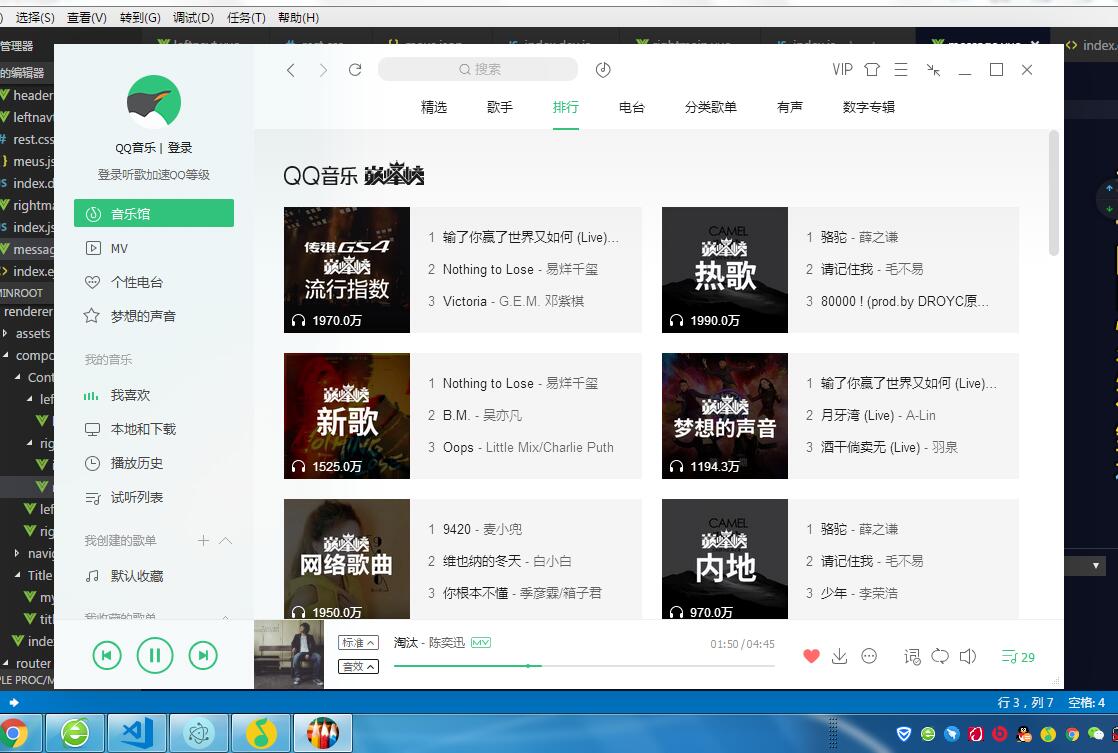 选择(S) 查看(V) 转到(G) 调试(D) 任务(T) 帮助(H)
管理器
的编辑器
header
leftnavt
rest.css
meus.js
index.d
rightma
index.js
messag
index.e
MINROOT
renderer
assets
compo
Cont
lef
rig
lef
rig
navig
Title
my
titl
index
router
PLE PROC/M
index.
QQ音乐 | 登录
登录听歌加速QQ等级
音乐馆
MV
个性电台
梦想的声音
我的音乐
我喜欢
本地和下载
播放历史
试听列表
我创建的歌单
默认收藏
我收藏的歌单
搜索
VIP
精选 歌手 排行 电台 分类歌单 有声 数字专辑
QQ音乐 巅峰榜
传祺GS4
巅峰榜
流行指数
1970.0万
1 输了你赢了世界又如何 (Live)...
2 Nothing to Lose - 易烊千玺
3 Victoria - G.E.M. 邓紫棋
CAMEL
巅峰榜
热歌
1990.0万
1 骆驼 - 薛之谦
2 请记住我 - 毛不易
3 80000 ! (prod.by DROYC原...
巅峰榜
新歌
1525.0万
1 Nothing to Lose - 易烊千玺
2 B.M. - 吴亦凡
3 Oops - Little Mix/Charlie Puth
巅峰榜
梦想的声音
1194.3万
1 输了你赢了世界又如何 (Live)...
2 月牙湾 (Live) - A-Lin
3 酒干倘卖无 (Live) - 羽泉
巅峰榜
网络歌曲
1950.0万
1 9420 - 麦小兜
2 维也纳的冬天 - 白小白
3 你根本不懂 - 季彦霖/箱子君
CAMEL
巅峰榜
内地
970.0万
1 骆驼 - 薛之谦
2 请记住我 - 毛不易
3 少年 - 李荣浩
标准
音效
淘汰 - 陈奕迅 MV
01:50/04:45
词
29
行 3，列 7 空格: 4